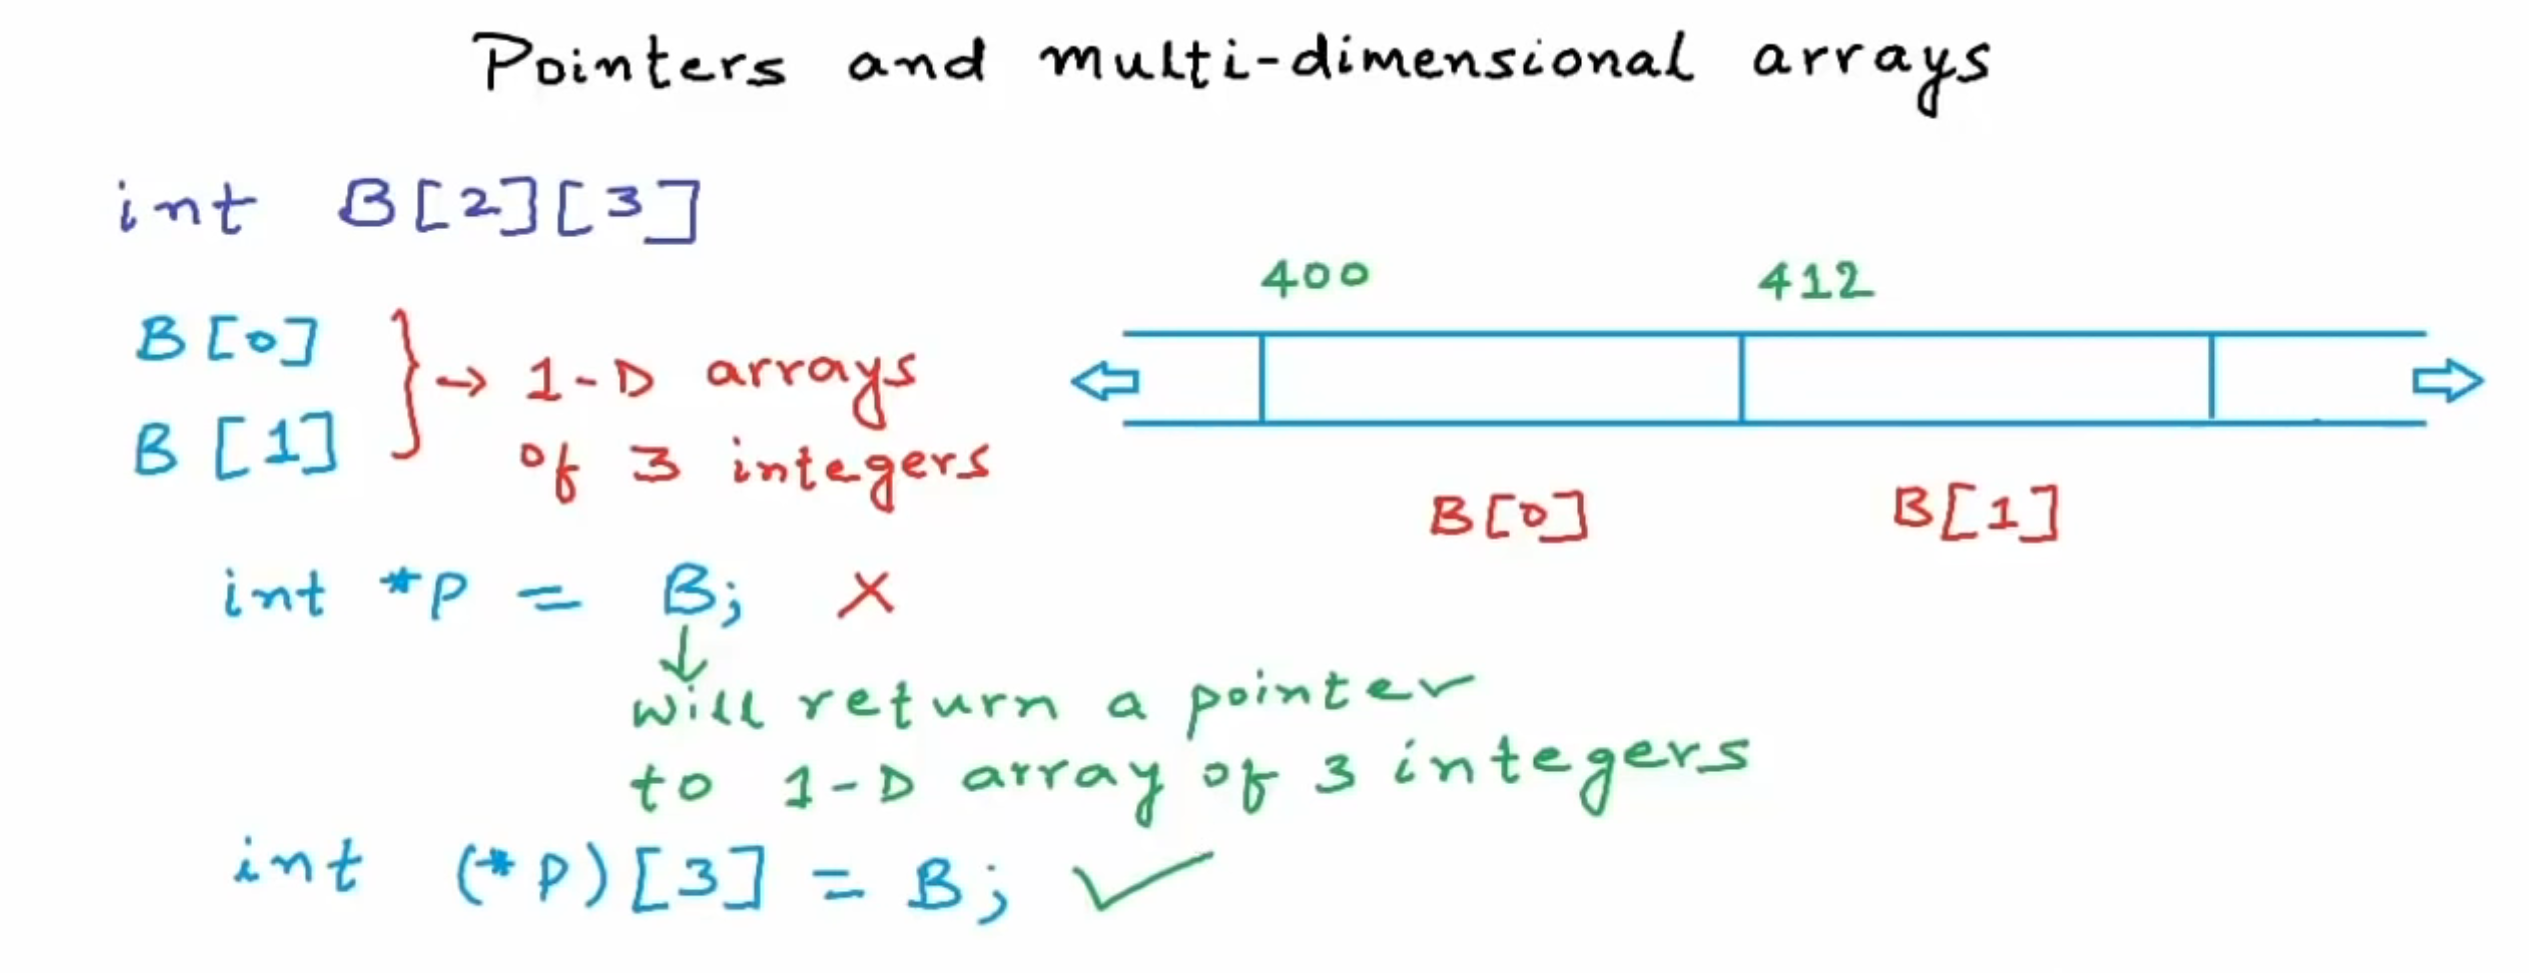 Pointers and multi-dimensional arrays
int B[2][3]
400 412
B[0]
B[1]
} → 1-D arrays
of 3 integers
B[0] B[1]
int *p = B; X
↓
will return a pointer
to 1-D array of 3 integers
int (*p)[3] = B; ✓